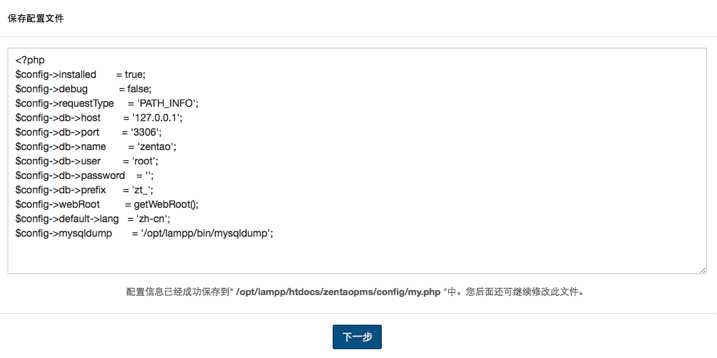 保存配置文件
<?php
$config->installed = true;
$config->debug = false;
$config->requestType = 'PATH_INFO';
$config->db->host = '127.0.0.1';
$config->db->port = '3306';
$config->db->name = 'zentao';
$config->db->user = 'root';
$config->db->password = '';
$config->db->prefix = 'zt_';
$config->webRoot = getWebRoot();
$config->default->lang = 'zh-cn';
$config->mysqldump = '/opt/lampp/bin/mysqldump';
配置信息已经成功保存到" /opt/lampp/htdocs/zentaopms/config/my.php "中。您后面还可继续修改此文件。
下一步